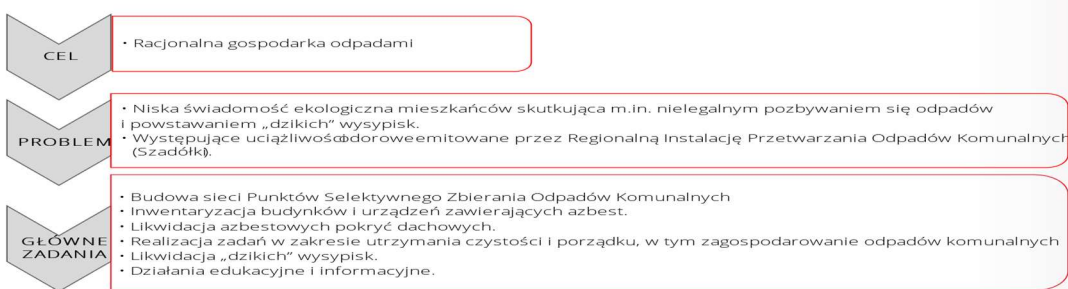 CEL
• Racjonalna gospodarka odpadami
PROBLEM
• Niska świadomość ekologiczna mieszkańców skutkująca m.in. nielegalnym pozbywaniem się odpadów
i powstawaniem „dzikich” wysypisk.
• Występujące emitowane przez Regionalną Instalację Przetwarzania Odpadów Komunalnych
(Szadółki).
GŁÓWNE
ZADANIA
• Budowa sieci Punktów Selektywnego Zbierania Odpadów Komunalnych
• Inwentaryzacja budynków i urządzeń zawierających azbest.
• Likwidacja azbestowych pokryć dachowych.
• Realizacja zadań w zakresie utrzymania czystości i porządku, w tym zagospodarowanie odpadów komunalnych
• Likwidacja „dzikich” wysypisk.
• Działania edukacyjne i informacyjne.